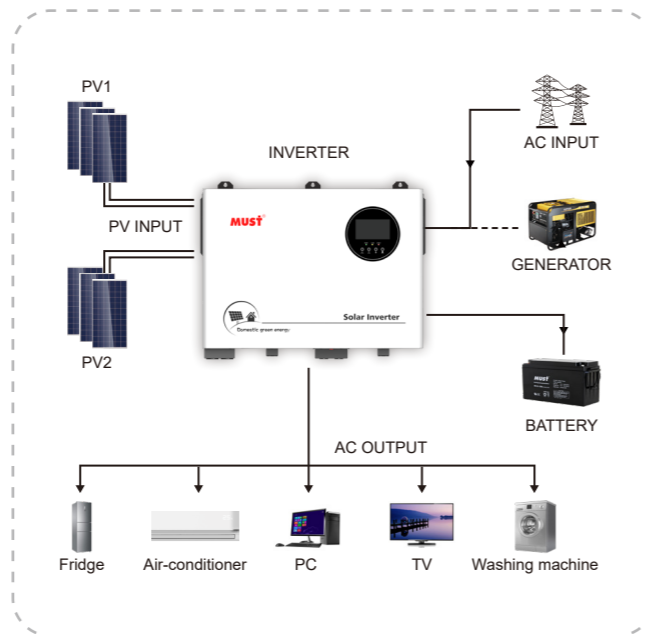 PV1
AC INPUT
INVERTER
MUST
PV INPUT
GENERATOR
Solar Inverter
Domestic green energy
PV2
MUST
BATTERY
AC OUTPUT
Fridge
Air-conditioner
PC
TV
Washing machine